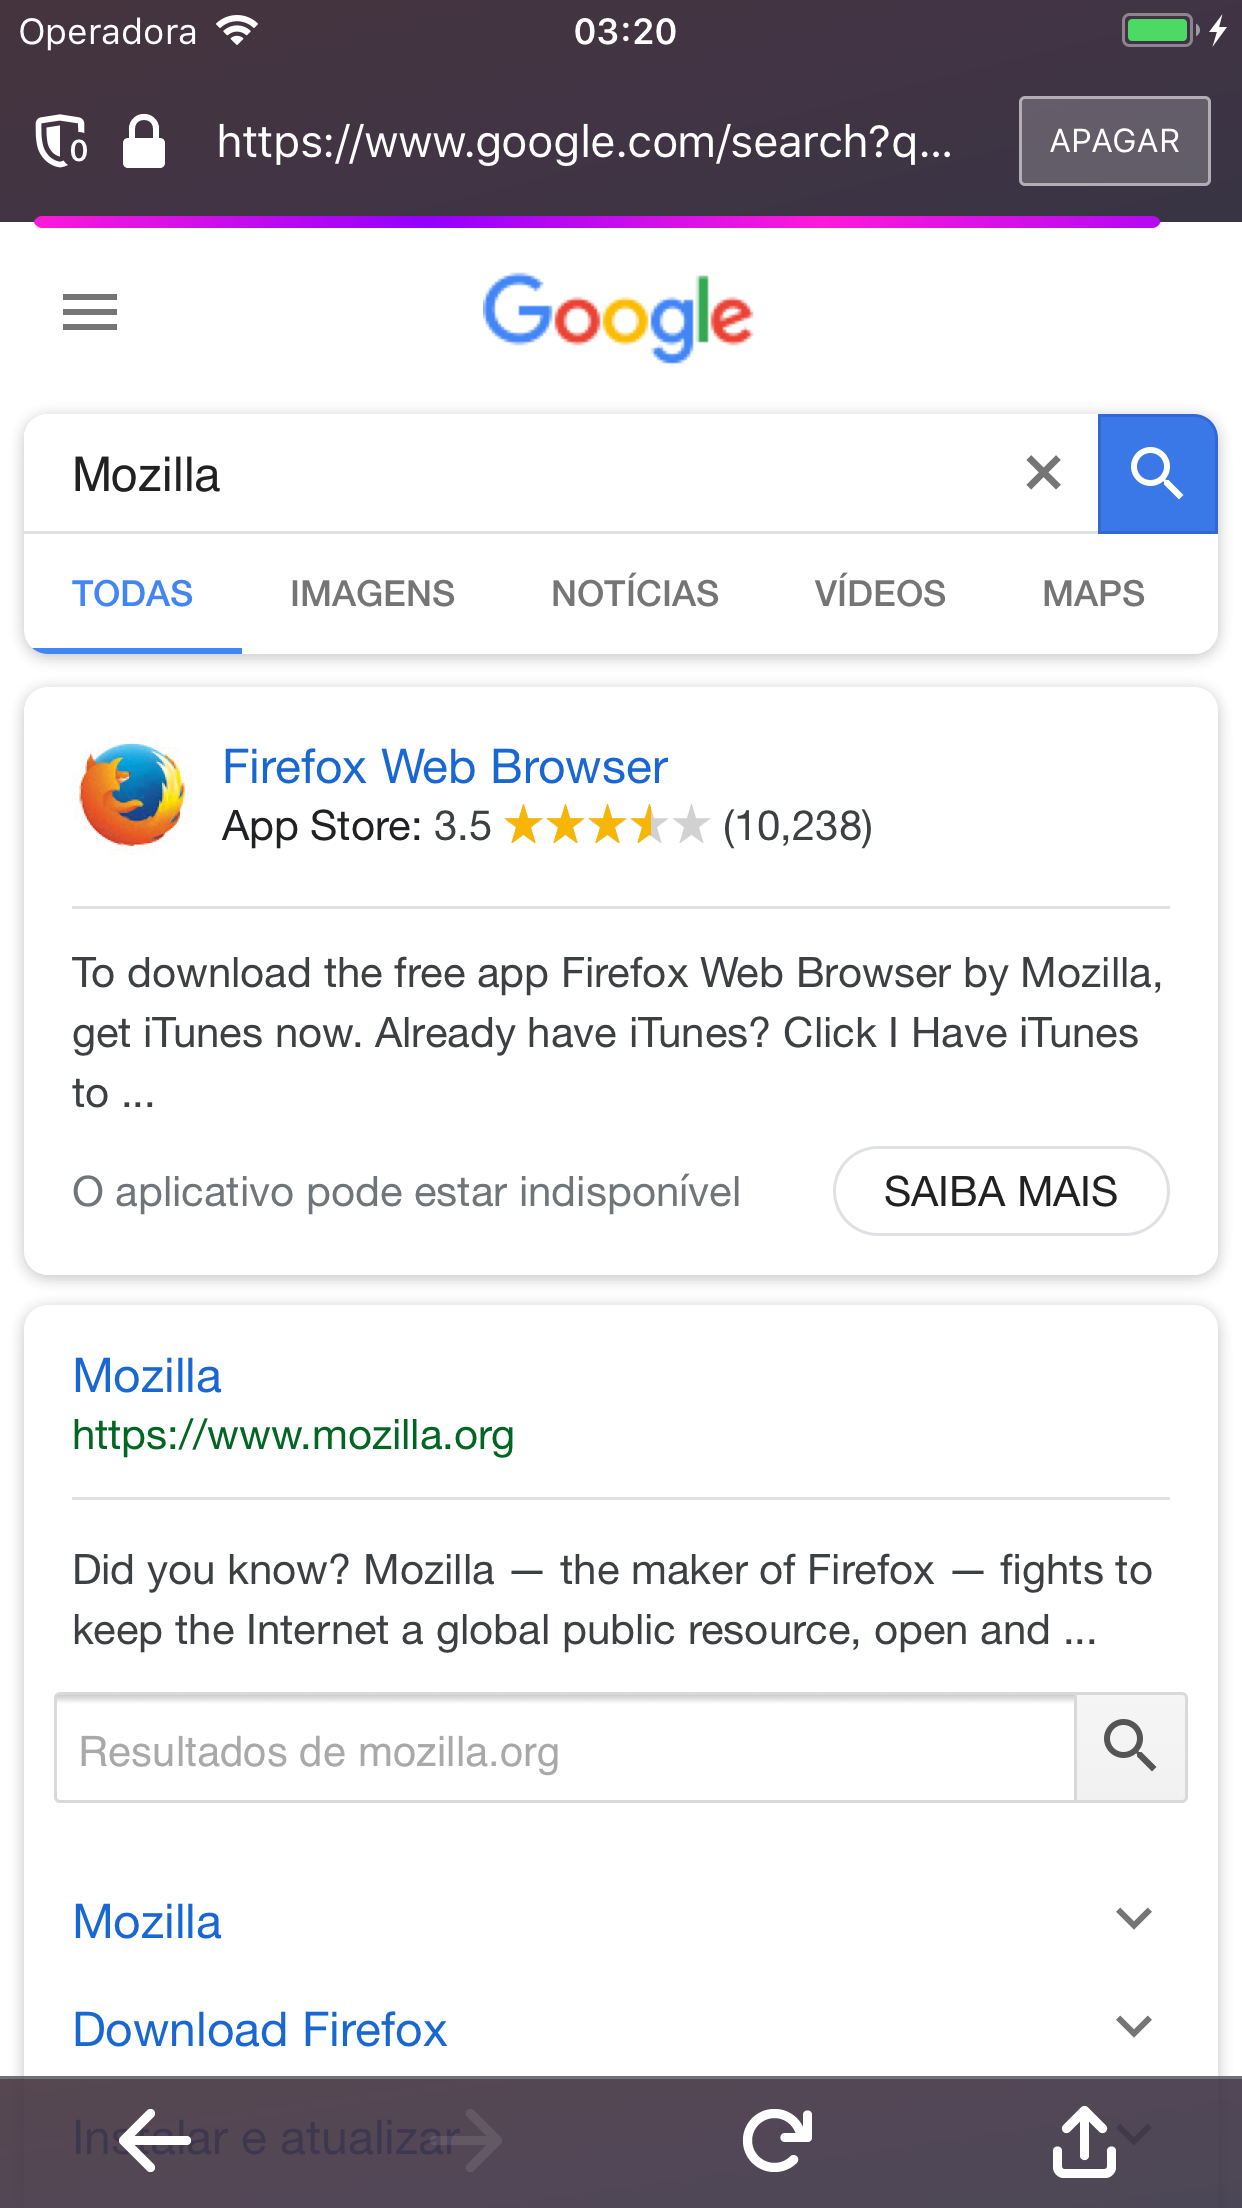 Operadora 03:20
0 https://www.google.com/search?q... APAGAR
Google
Mozilla
TODAS IMAGENS NOTÍCIAS VÍDEOS MAPS
Firefox Web Browser
App Store: 3.5 (10,238)
To download the free app Firefox Web Browser by Mozilla,
get iTunes now. Already have iTunes? Click I Have iTunes
to ...
O aplicativo pode estar indisponível SAIBA MAIS
Mozilla
https://www.mozilla.org
Did you know? Mozilla — the maker of Firefox — fights to
keep the Internet a global public resource, open and ...
Resultados de mozilla.org
Mozilla
Download Firefox
Instalar e atualizar